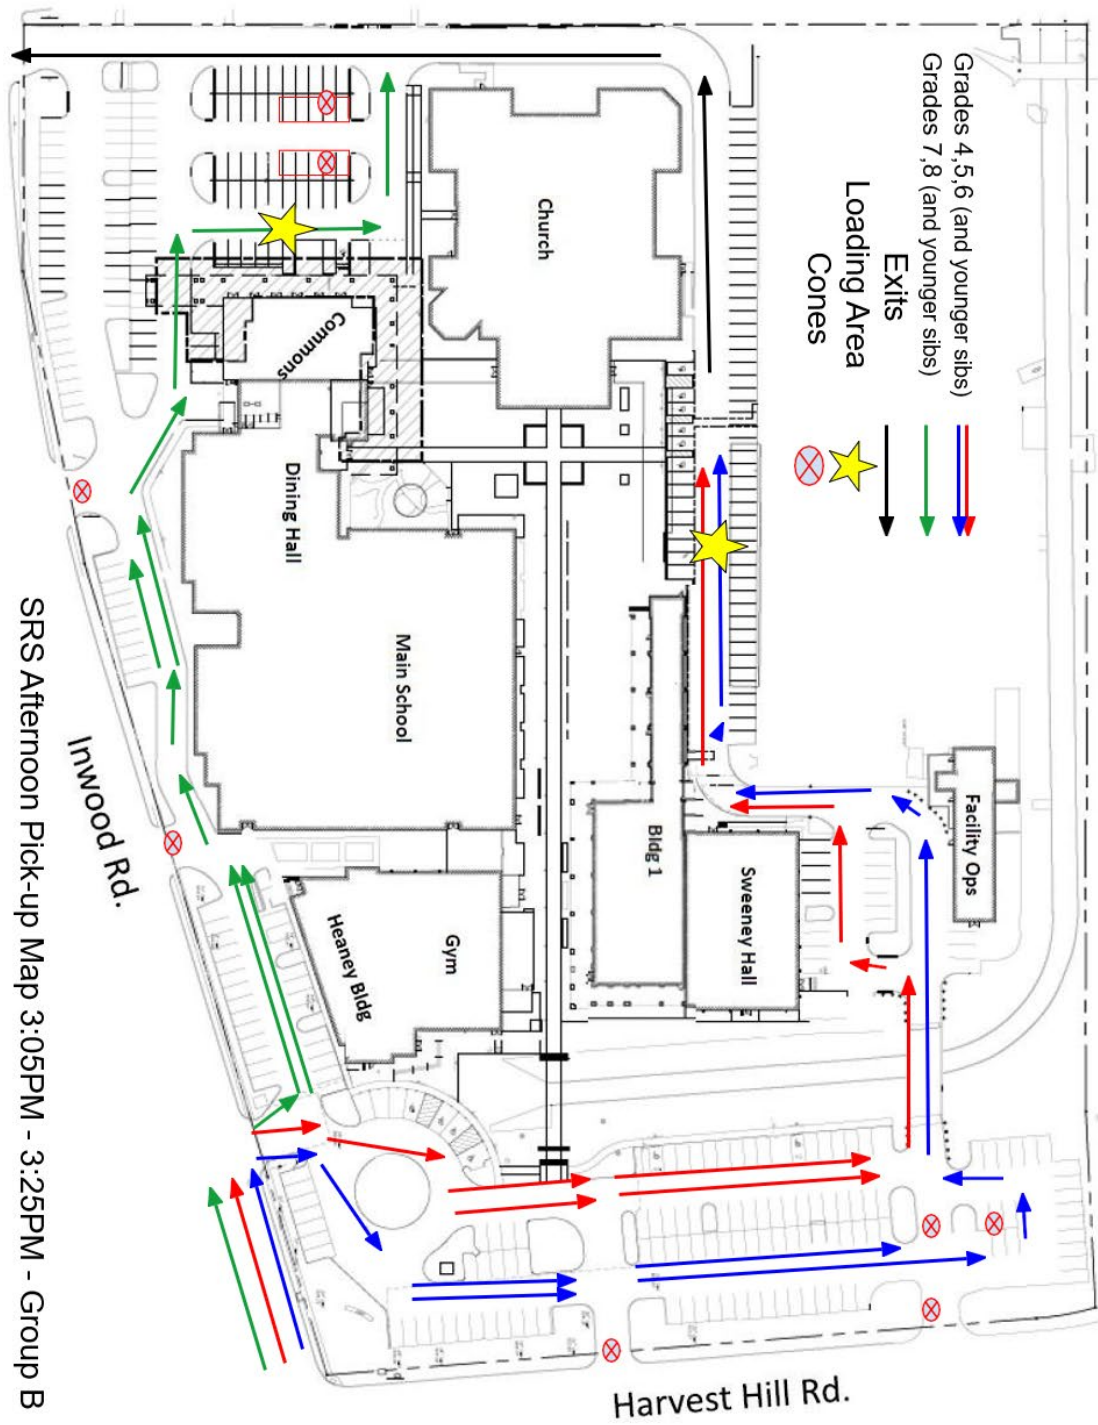 Grades 4,5,6 (and younger sibs)
Grades 7,8 (and younger sibs)
Exits
Loading Area
Cones
Church
Commons
Dining Hall
Main School
Bldg 1
Facility Ops
Sweeney Hall
Gym
Heaney Bldg
Inwood Rd.
Harvest Hill Rd.
SRS Afternoon Pick-up Map 3:05PM - 3:25PM - Group B